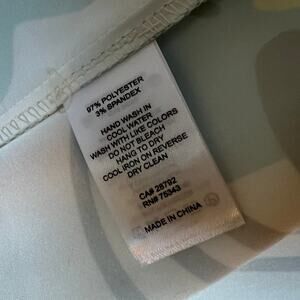 97% POLYESTER
3% SPANDEX
HAND WASH IN
COOL WATER
WASH WITH LIKE COLORS
DO NOT BLEACH
HANG TO DRY
COOL IRON ON REVERSE
DRY CLEAN
CA# 28792
RN# 75343
MADE IN CHINA